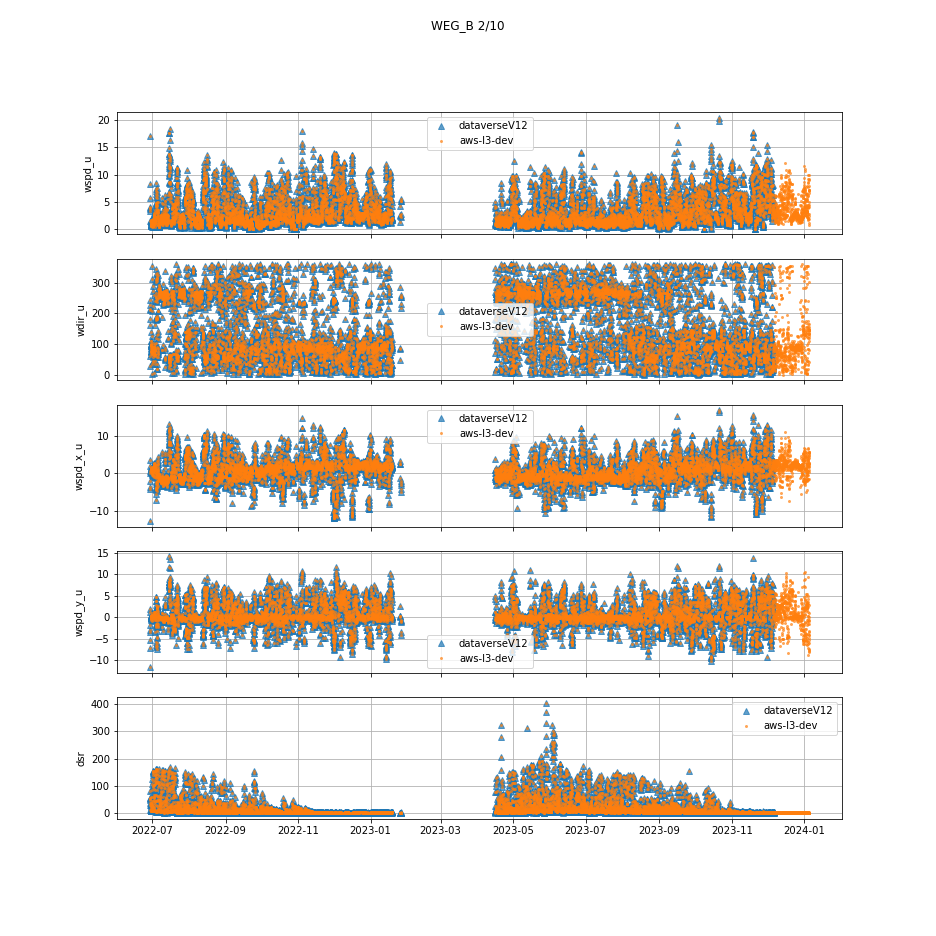 WEG_B 2/10
20
15
10
5
0
wspd_u
dataverseV12
aws-l3-dev
300
200
100
0
wdir_u
dataverseV12
aws-l3-dev
10
0
−10
wspd_x_u
dataverseV12
aws-l3-dev
15
10
5
0
−5
−10
wspd_y_u
dataverseV12
aws-l3-dev
400
300
200
100
0
dsr
dataverseV12
aws-l3-dev
2022-07 2022-09 2022-11 2023-01 2023-03 2023-05 2023-07 2023-09 2023-11 2024-01